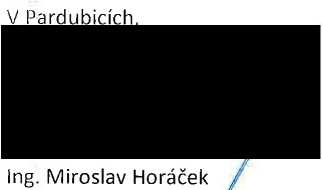 V Pardubicích,
Ing. Miroslav Horáček